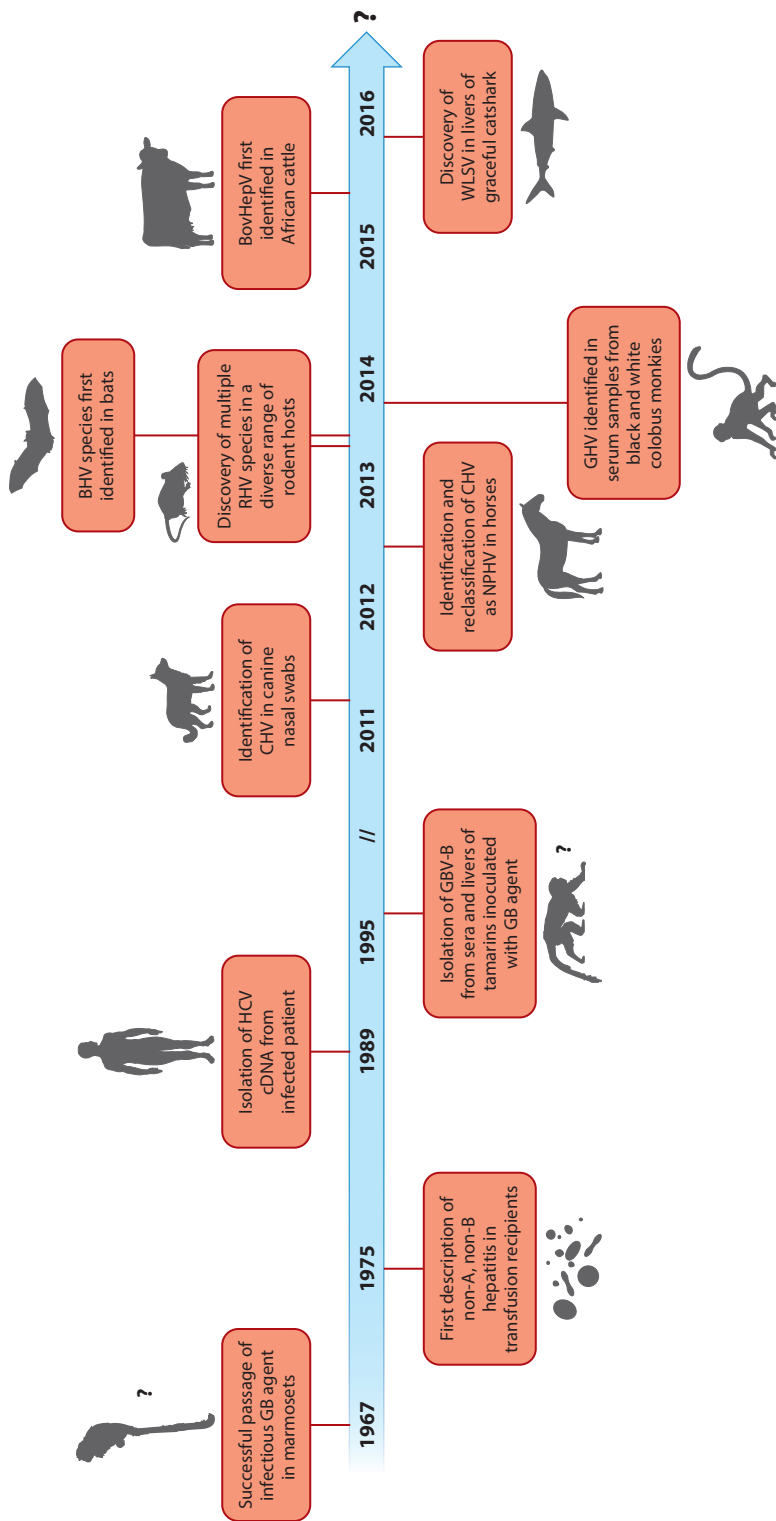 ?
Successful passage of
infectious GB agent
in marmosets
Isolation of HCV
cDNA from
infected patient
Identification of
CHV in canine
nasal swabs
BHV species first
identified in bats
Discovery of multiple
RHV species in a
diverse range of
rodent hosts
BovHepV first
identified in
African cattle
1967
1975
1989
1995
//
2011
2012
2013
2014
2015
2016
?
First description of
non-A, non-B
hepatitis in
transfusion recipients
Isolation of GBV-B
from sera and livers of
tamarins inoculated
with GB agent
?
Identification and
reclassification of CHV
as NPHV in horses
GHV identified in
serum samples from
black and white
colobus monkies
Discovery of
WLSV in livers of
graceful catshark